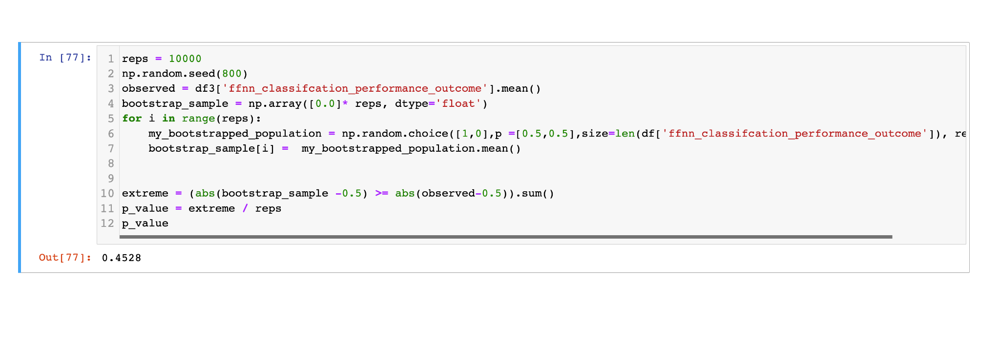 In [77]:
1 reps = 10000
2 np.random.seed(800)
3 observed = df3['ffnn_classifcation_performance_outcome'].mean()
4 bootstrap_sample = np.array([0.0]* reps, dtype='float')
5 for i in range(reps):
6     my_bootstrapped_population = np.random.choice([1,0],p =[0.5,0.5],size=len(df['ffnn_classifcation_performance_outcome']), re
7     bootstrap_sample[i] =  my_bootstrapped_population.mean()
8
9
10 extreme = (abs(bootstrap_sample -0.5) >= abs(observed-0.5)).sum()
11 p_value = extreme / reps
12 p_value
Out[77]: 0.4528